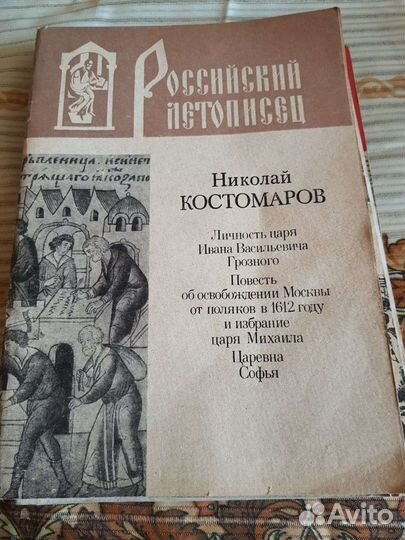 Российский
летописец
Николай
КОСТОМАРОВ
Личность царя
Ивана Васильевича
Грозного
Повесть
об освобождении Москвы
от поляков в 1612 году
и избрание
царя Михаила
Царевна
Софья
Avito